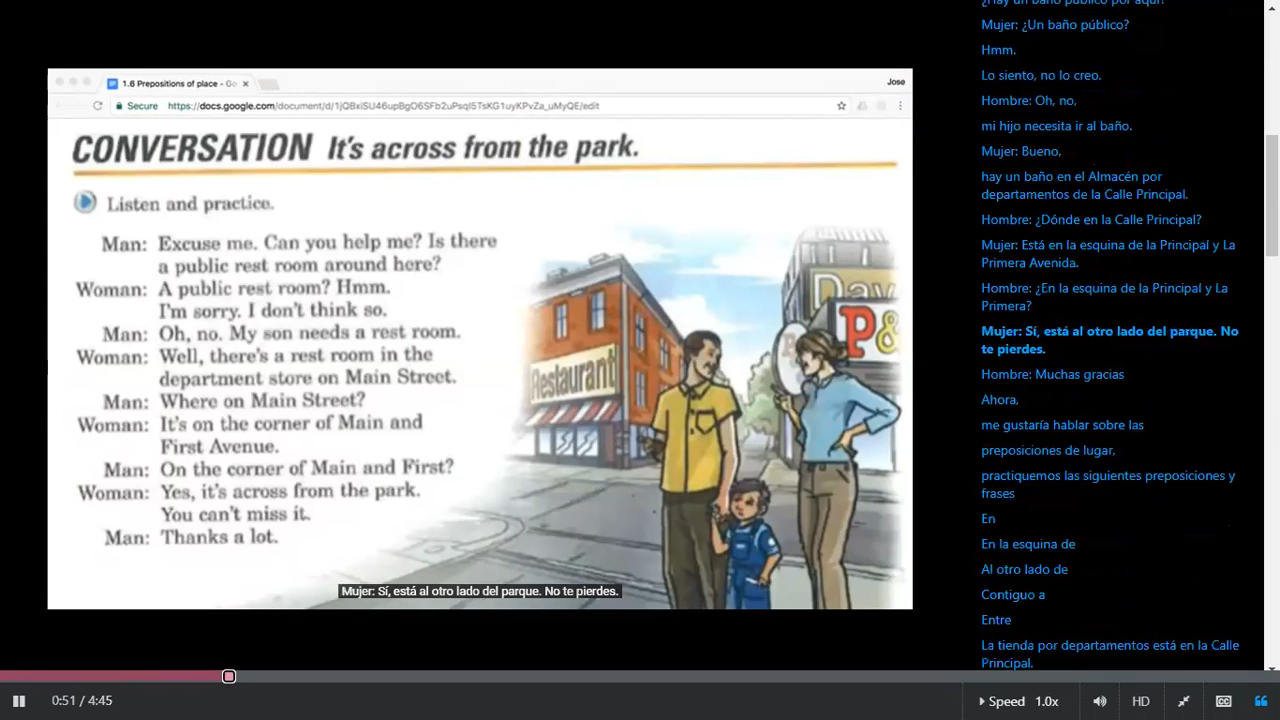 1.6 Prepositions of place - Go
Jose
Secure
https://docs.google.com/document/d/1jQBxiSU46upBgO6SFb2uPsqI5TsKG1uyKPvZa_uMyQE/edit
CONVERSATION It's across from the park.
Listen and practice.
Man: Excuse me. Can you help me? Is there
a public rest room around here?
Woman: A public rest room? Hmm.
I'm sorry. I don't think so.
Man: Oh, no. My son needs a rest room.
Woman: Well, there's a rest room in the
department store on Main Street.
Man: Where on Main Street?
Woman: It's on the corner of Main and
First Avenue.
Man: On the corner of Main and First?
Woman: Yes, it's across from the park.
You can't miss it.
Man: Thanks a lot.
Restaurant
Dav
P&
Mujer: Sí, está al otro lado del parque. No te pierdes.
¿Hay un baño público por aquí?
Mujer: ¿Un baño público?
Hmm.
Lo siento, no lo creo.
Hombre: Oh, no,
mi hijo necesita ir al baño.
Mujer: Bueno,
hay un baño en el Almacén por
departamentos de la Calle Principal.
Hombre: ¿Dónde en la Calle Principal?
Mujer: Está en la esquina de la Principal y La
Primera Avenida.
Hombre: ¿En la esquina de la Principal y La
Primera?
Mujer: Sí, está al otro lado del parque. No
te pierdes.
Hombre: Muchas gracias
Ahora,
me gustaría hablar sobre las
preposiciones de lugar,
practiquemos las siguientes preposiciones y
frases
En
En la esquina de
Al otro lado de
Contiguo a
Entre
La tienda por departamentos está en la Calle
Principal.
0:51 / 4:45
Speed 1.0x
HD
CC